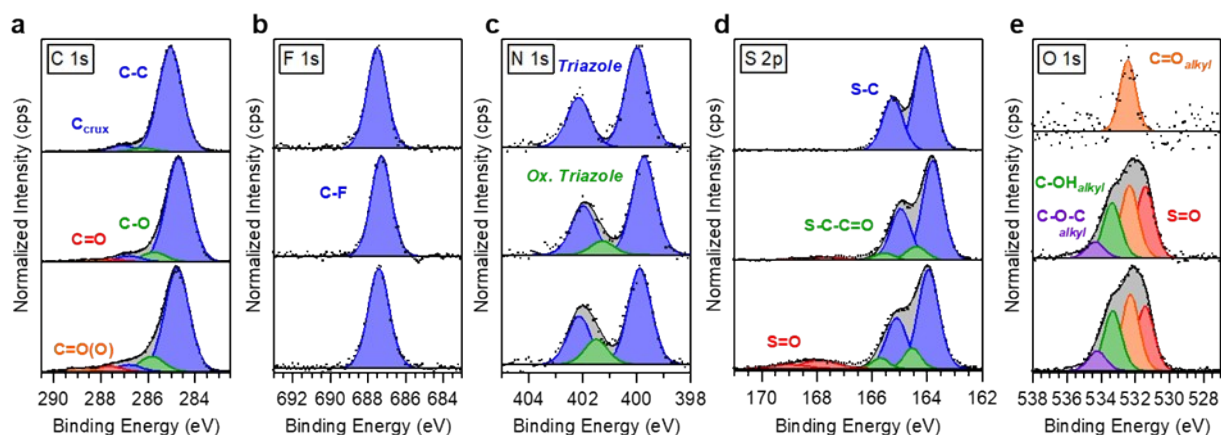 a
C 1s
C-C
Ccrux
C-O
C=O
C=O(O)
Normalized Intensity (cps)
290 288 286 284
Binding Energy (eV)
b
F 1s
C-F
Normalized Intensity (cps)
692 690 688 686 684
Binding Energy (eV)
c
N 1s
Triazole
Ox. Triazole
Normalized Intensity (cps)
404 402 400 398
Binding Energy (eV)
d
S 2p
S-C
S-C-C=O
S=O
Normalized Intensity (cps)
170 168 166 164 162
Binding Energy (eV)
e
O 1s
C=Oalkyl
C-OHalkyl
C-O-C
alkyl
S=O
Normalized Intensity (cps)
538 536 534 532 530 528
Binding Energy (eV)